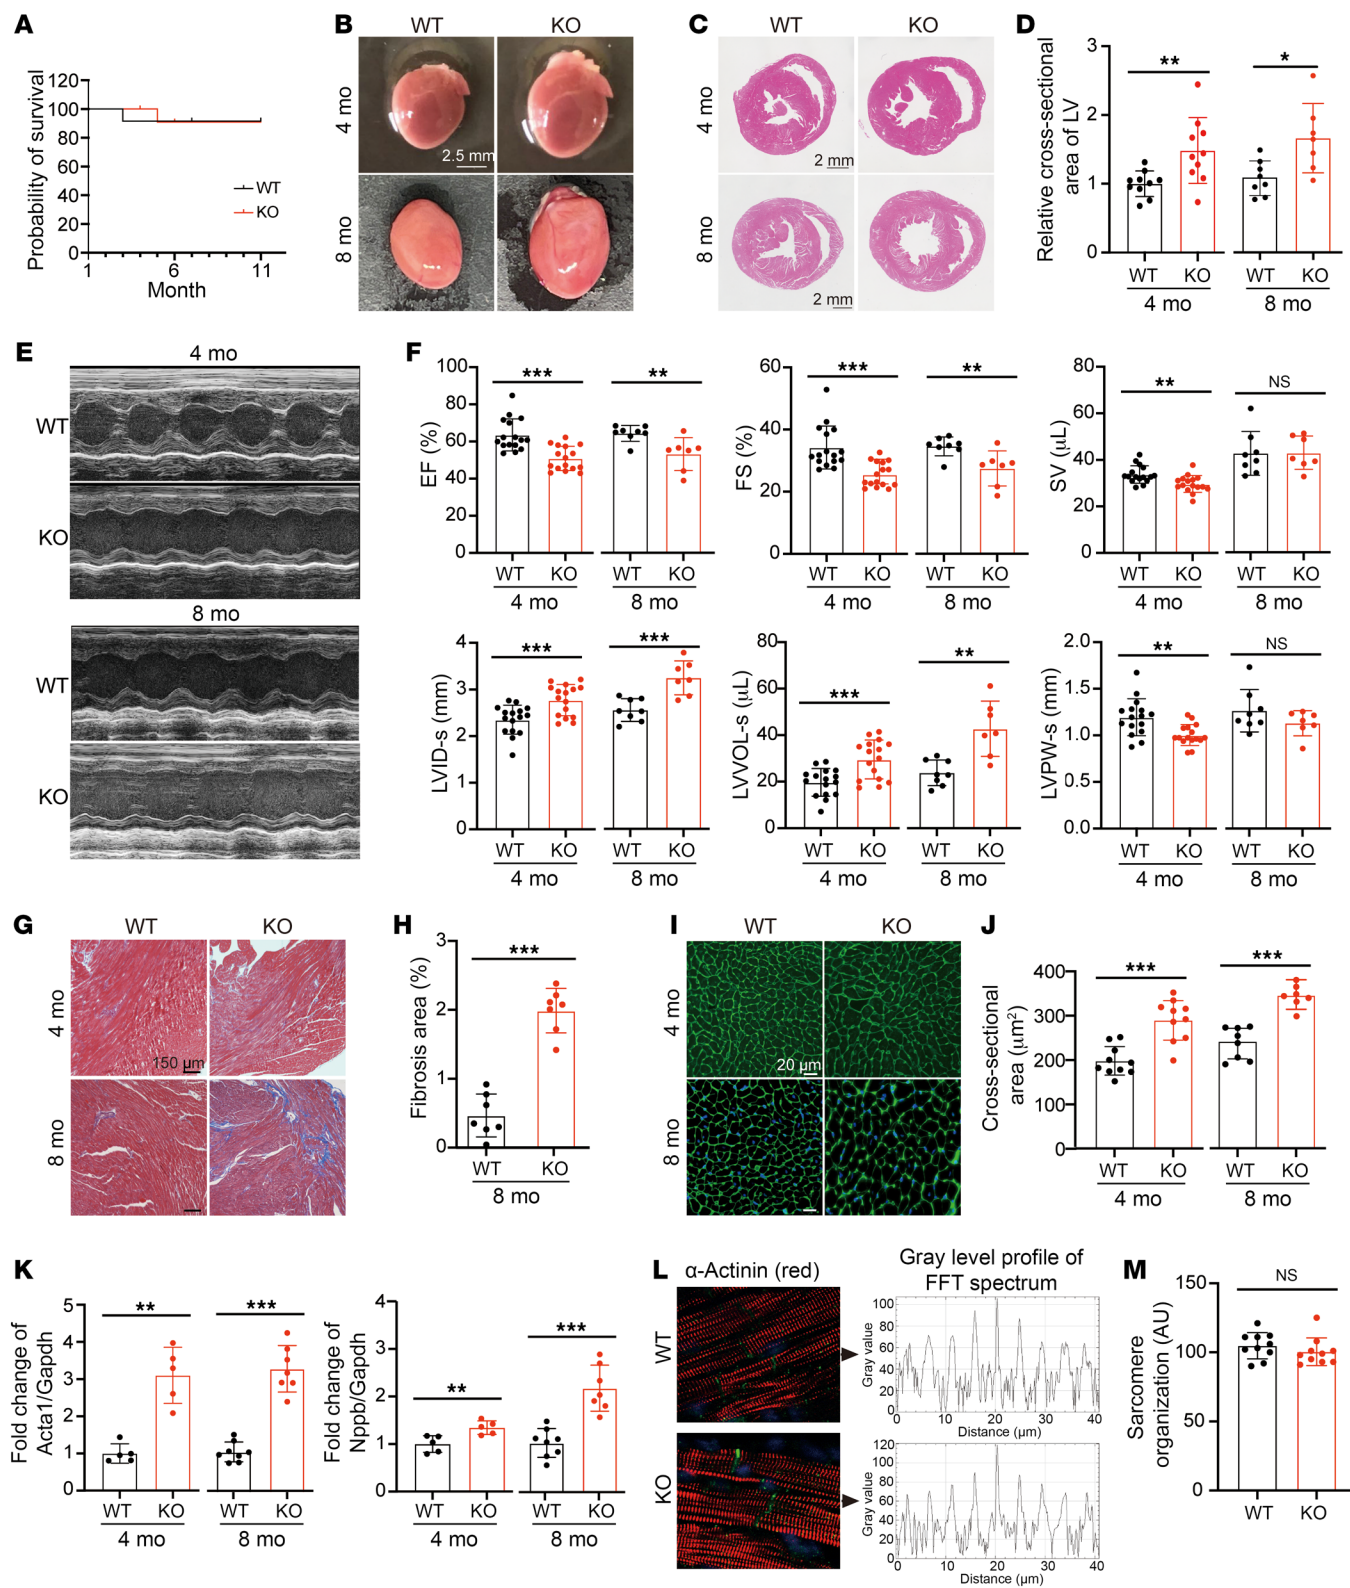 A
Probability of survival
120
100
80
60
40
20
0
1
6
11
Month
WT
KO
B
WT
KO
4 mo
2.5 mm
8 mo
C
WT
KO
4 mo
2 mm
8 mo
2 mm
D
Relative cross-sectional
area of LV
3
2
1
0
**
*
WT
KO
WT
KO
4 mo
8 mo
E
4 mo
WT
KO
8 mo
WT
KO
F
EF (%)
100
80
60
40
20
0
***
**
WT
KO
WT
KO
4 mo
8 mo
FS (%)
60
40
20
0
***
**
WT
KO
WT
KO
4 mo
8 mo
SV (μL)
80
60
40
20
0
**
NS
WT
KO
WT
KO
4 mo
8 mo
LVID-s (mm)
4
3
2
1
0
***
***
WT
KO
WT
KO
4 mo
8 mo
LVVOL-s (μL)
80
60
40
20
0
***
**
WT
KO
WT
KO
4 mo
8 mo
LVPW-s (mm)
2.0
1.5
1.0
0.5
0.0
**
NS
WT
KO
WT
KO
4 mo
8 mo
G
WT
KO
4 mo
150 μm
8 mo
H
Fibrosis area (%)
3
2
1
0
***
WT
KO
8 mo
I
WT
KO
4 mo
20 μm
8 mo
J
Cross-sectional
area (μm²)
400
300
200
100
0
***
***
WT
KO
WT
KO
4 mo
8 mo
K
Fold change of
Acta1/Gapdh
5
4
3
2
1
0
**
***
WT
KO
WT
KO
4 mo
8 mo
Fold change of
Nppb/Gapdh
4
3
2
1
0
**
***
WT
KO
WT
KO
4 mo
8 mo
L
α-Actinin (red)
WT
KO
Gray level profile of
FFT spectrum
Gray value
100
80
60
40
20
0
0
10
20
30
40
Distance (μm)
Gray value
120
100
80
60
40
20
0
0
10
20
30
40
Distance (μm)
M
Sarcomere
organization (AU)
150
100
50
0
NS
WT
KO